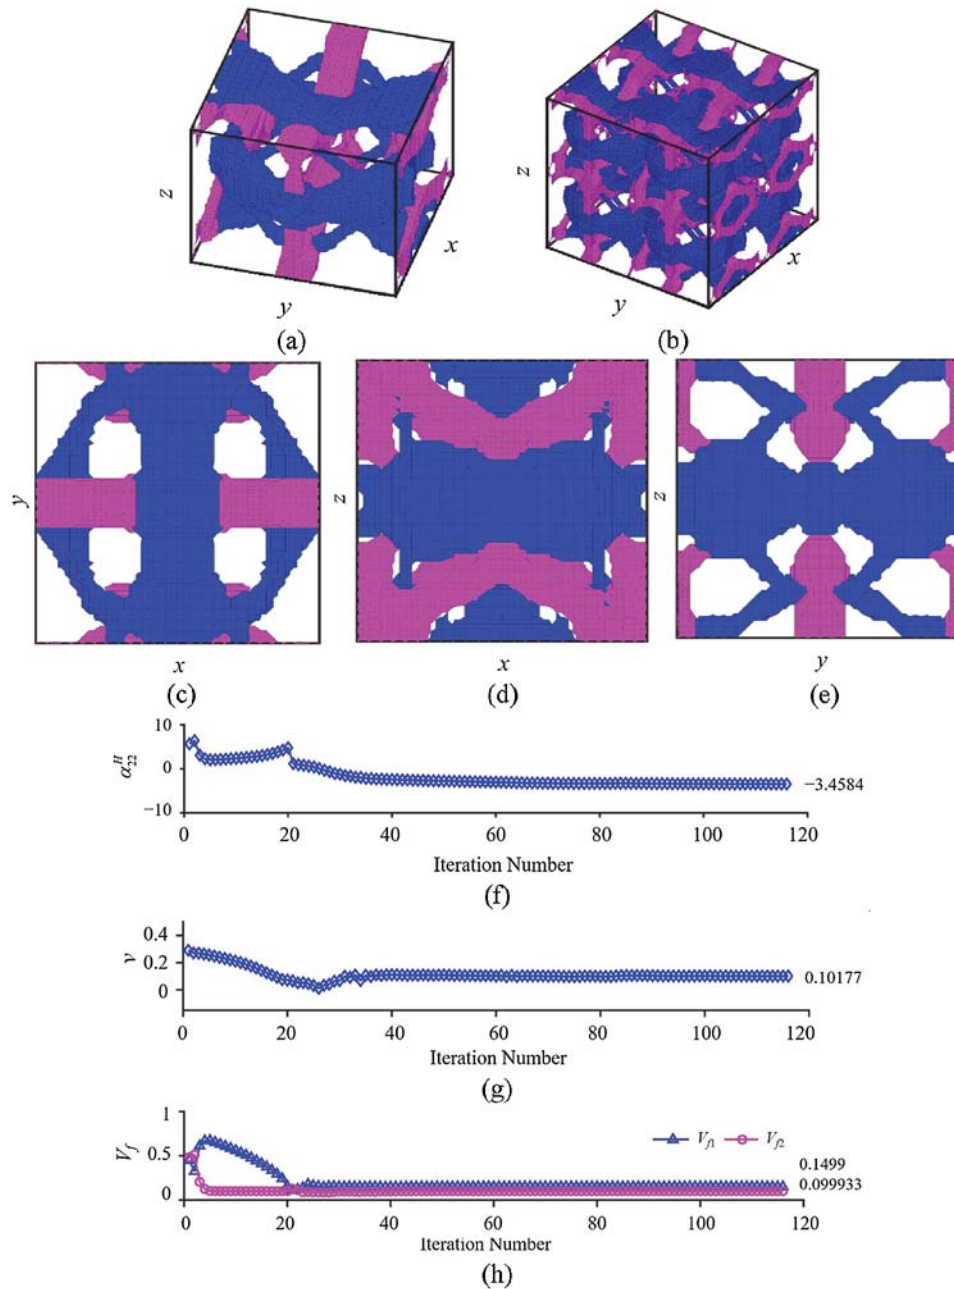 z
x
y
(a)
z
x
y
(b)
y
x
(c)
z
x
(d)
z
y
(e)
α₂₂ᴴ
10
0
−10
0 20 40 60 80 100 120
−3.4584
Iteration Number
(f)
v
0.4
0.2
0
0 20 40 60 80 100 120
0.10177
Iteration Number
(g)
V_f
1
0.5
0
0 20 40 60 80 100 120
V_f1 V_f2
0.1499
0.099933
Iteration Number
(h)